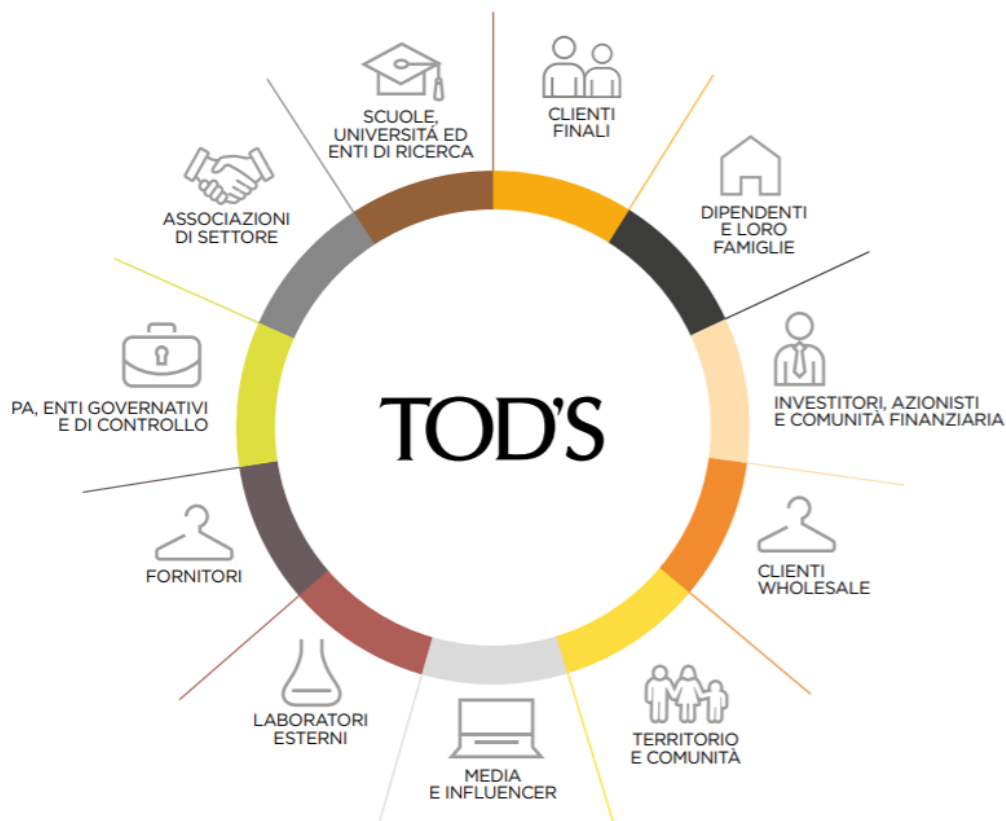 SCUOLE,
UNIVERSITÁ ED
ENTI DI RICERCA
CLIENTI
FINALI
DIPENDENTI
E LORO
FAMIGLIE
INVESTITORI, AZIONISTI
E COMUNITÀ FINANZIARIA
CLIENTI
WHOLESALE
TERRITORIO
E COMUNITÀ
MEDIA
E INFLUENCER
LABORATORI
ESTERNI
FORNITORI
PA, ENTI GOVERNATIVI
E DI CONTROLLO
ASSOCIAZIONI
DI SETTORE
TOD'S